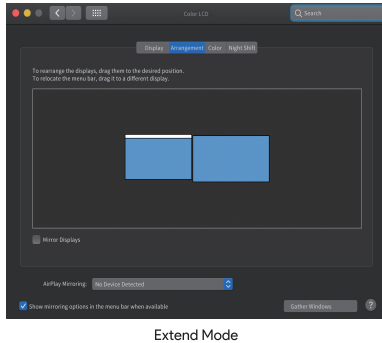 Color LCD
Search
Display Arrangement Color Night Shift
To rearrange the displays, drag them to the desired position.
To relocate the menu bar, drag it to a different display.
Mirror Displays
AirPlay Mirroring: No Device Detected
Show mirroring options in the menu bar when available
Gather Windows
?
Extend Mode